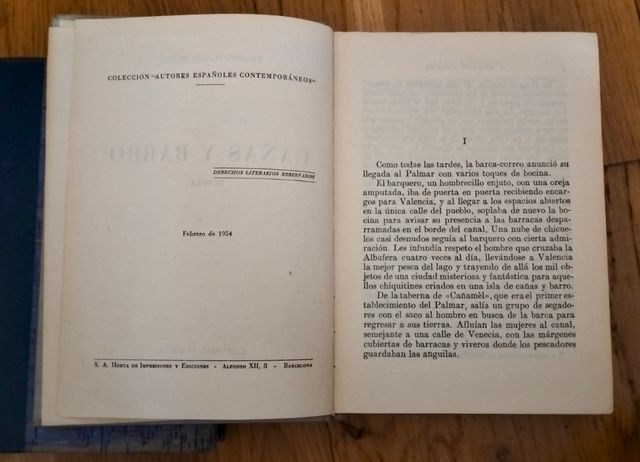 COLECCIÓN "AUTORES ESPAÑOLES CONTEMPORÁNEOS"
CAÑAS Y BARRO
DERECHOS LITERARIOS RESERVADOS
Febrero de 1954
S. A. HORTA DE IMPRESIONES Y EDICIONES - ALFONSO XII, 8 - BARCELONA
I
Como todas las tardes, la barca-correo anunció su
llegada al Palmar con varios toques de bocina.
El barquero, un hombrecillo enjuto, con una oreja
amputada, iba de puerta en puerta recibiendo encar-
gos para Valencia, y al llegar a los espacios abiertos
en la única calle del pueblo, soplaba de nuevo la bo-
cina para avisar su presencia a las barracas despa-
rramadas en el borde del canal. Una nube de chicue-
los casi desnudos seguía al barquero con cierta admi-
ración. Les infundía respeto el hombre que cruzaba la
Albufera cuatro veces al día, llevándose a Valencia
la mejor pesca del lago y trayendo de allá los mil ob-
jetos de una ciudad misteriosa y fantástica para aque-
llos chiquitines criados en una isla de cañas y barro.
De la taberna de «Cañamèl», que era el primer es-
tablecimiento del Palmar, salía un grupo de segado-
res con el saco al hombro en busca de la barca para
regresar a sus tierras. Afluían las mujeres al canal,
semejante a una calle de Venecia, con las márgenes
cubiertas de barracas y viveros donde los pescadores
guardaban las anguilas.